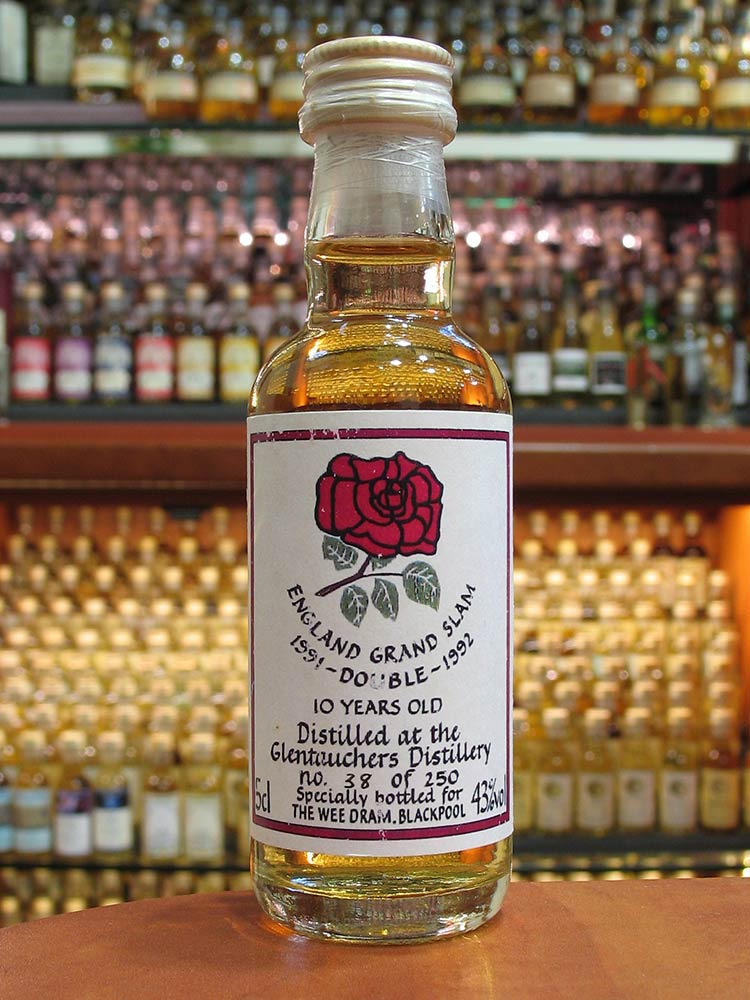 ENGLAND GRAND SLAM
1991-DOUBLE-1992
10 YEARS OLD
Distilled at the
Glentauchers Distillery
no. 38 of 250
5cl Specially bottled for 43%vol
THE WEE DRAM.BLACKPOOL